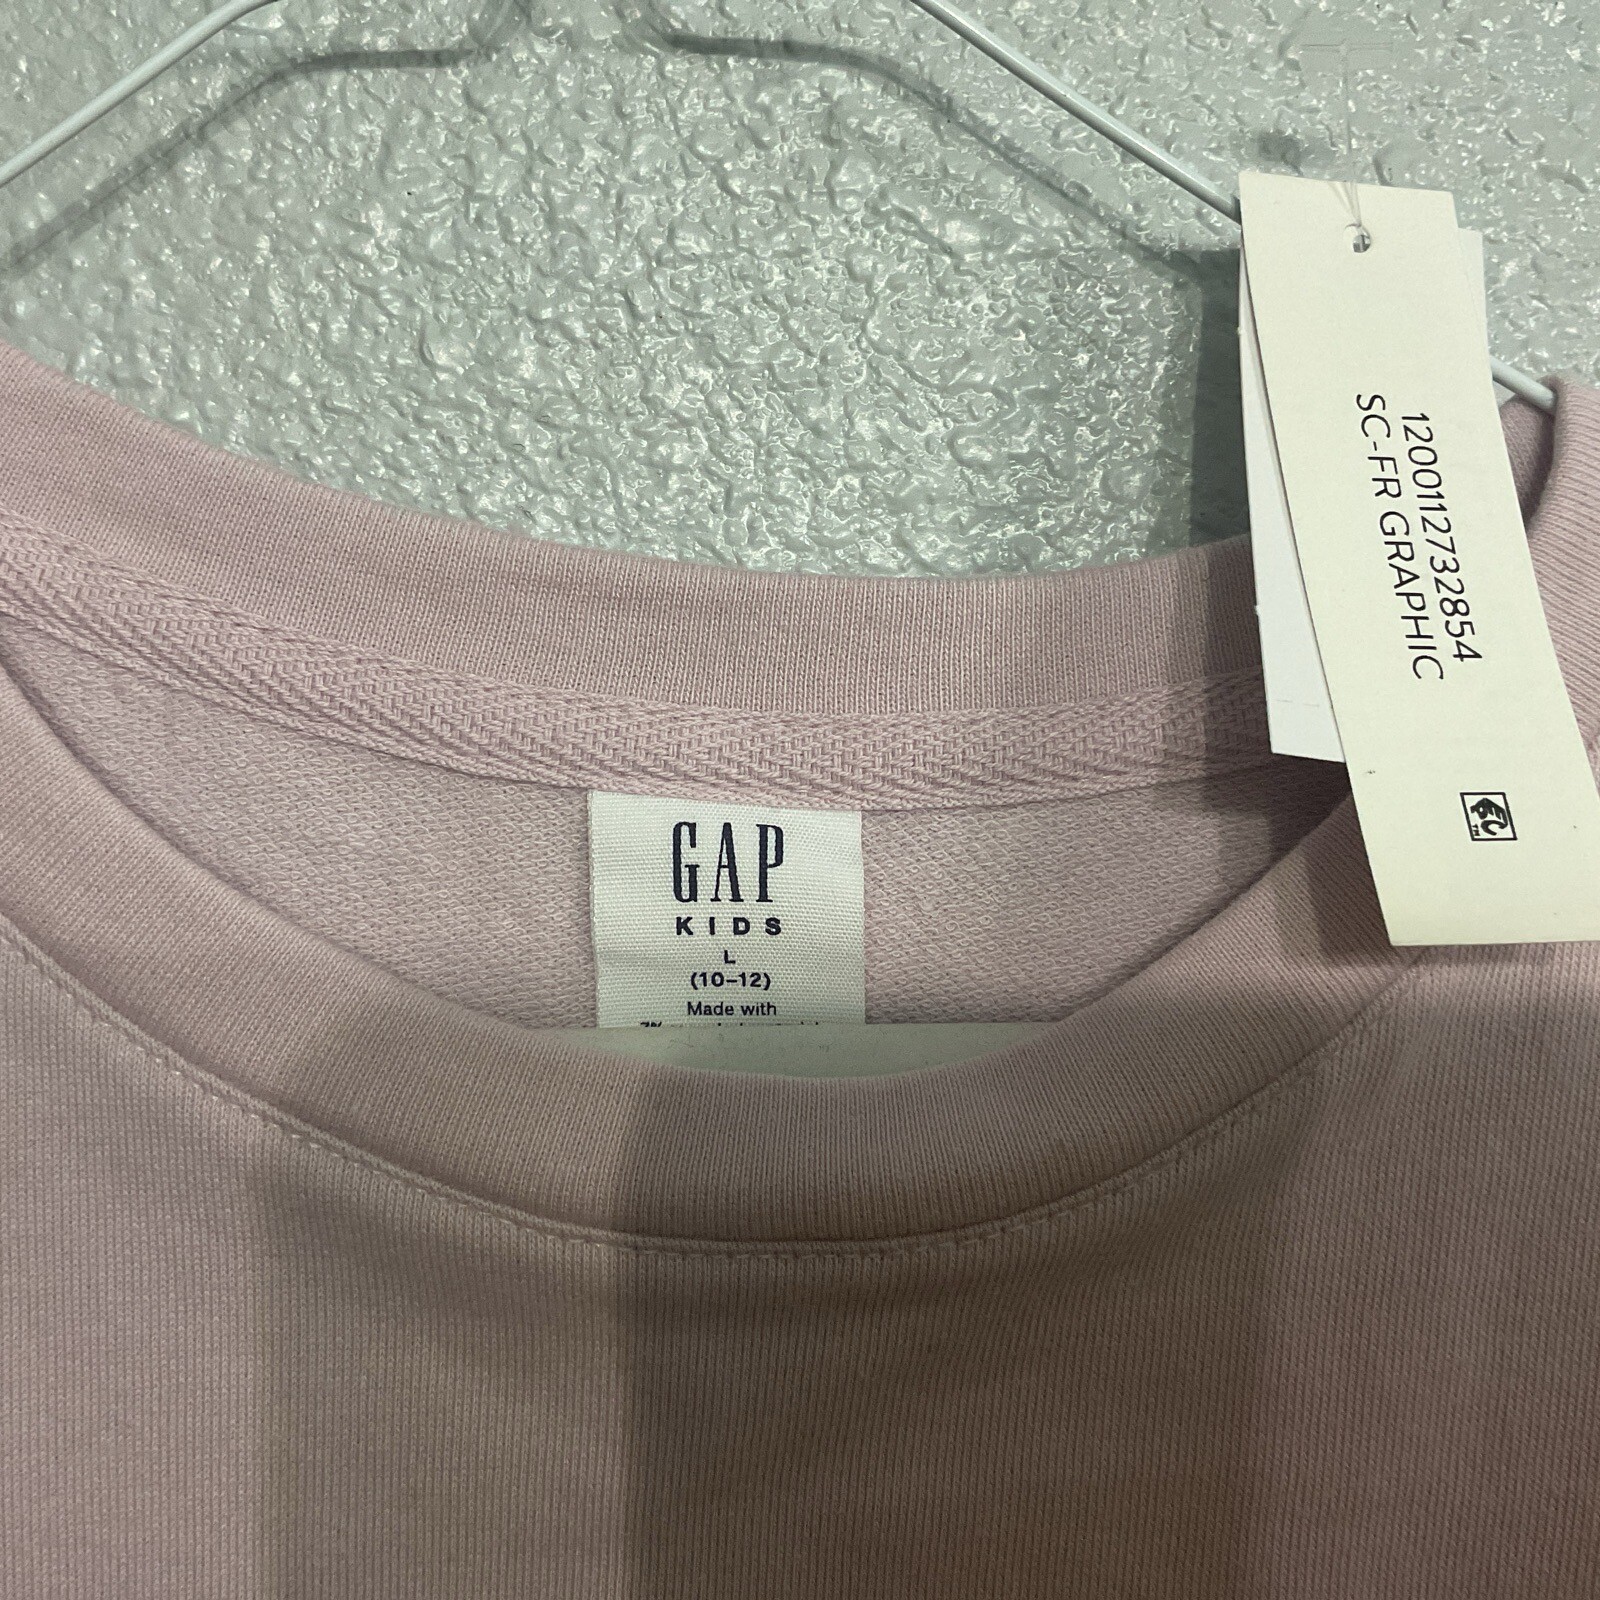 120011273285​4
SC-FR GRAPHIC
GAP
KIDS
L
(10-12)
Made with